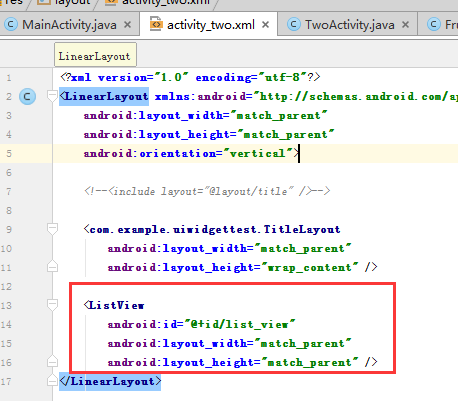 res layout activity_two.xml
MainActivity.java × activity_two.xml × TwoActivity.java ×
LinearLayout
1 <?xml version="1.0" encoding="utf-8"?>
2 C <LinearLayout xmlns:android="http://schemas.android.com/ap
3 android:layout_width="match_parent"
4 android:layout_height="match_parent"
5 android:orientation="vertical">
6
7 <!--<include layout="@layout/title" />-->
8
9 <com.example.uiwidgettest.TitleLayout
10 android:layout_width="match_parent"
11 android:layout_height="wrap_content" />
12
13 <ListView
14 android:id="@+id/list_view"
15 android:layout_width="match_parent"
16 android:layout_height="match_parent" />
17 </LinearLayout>